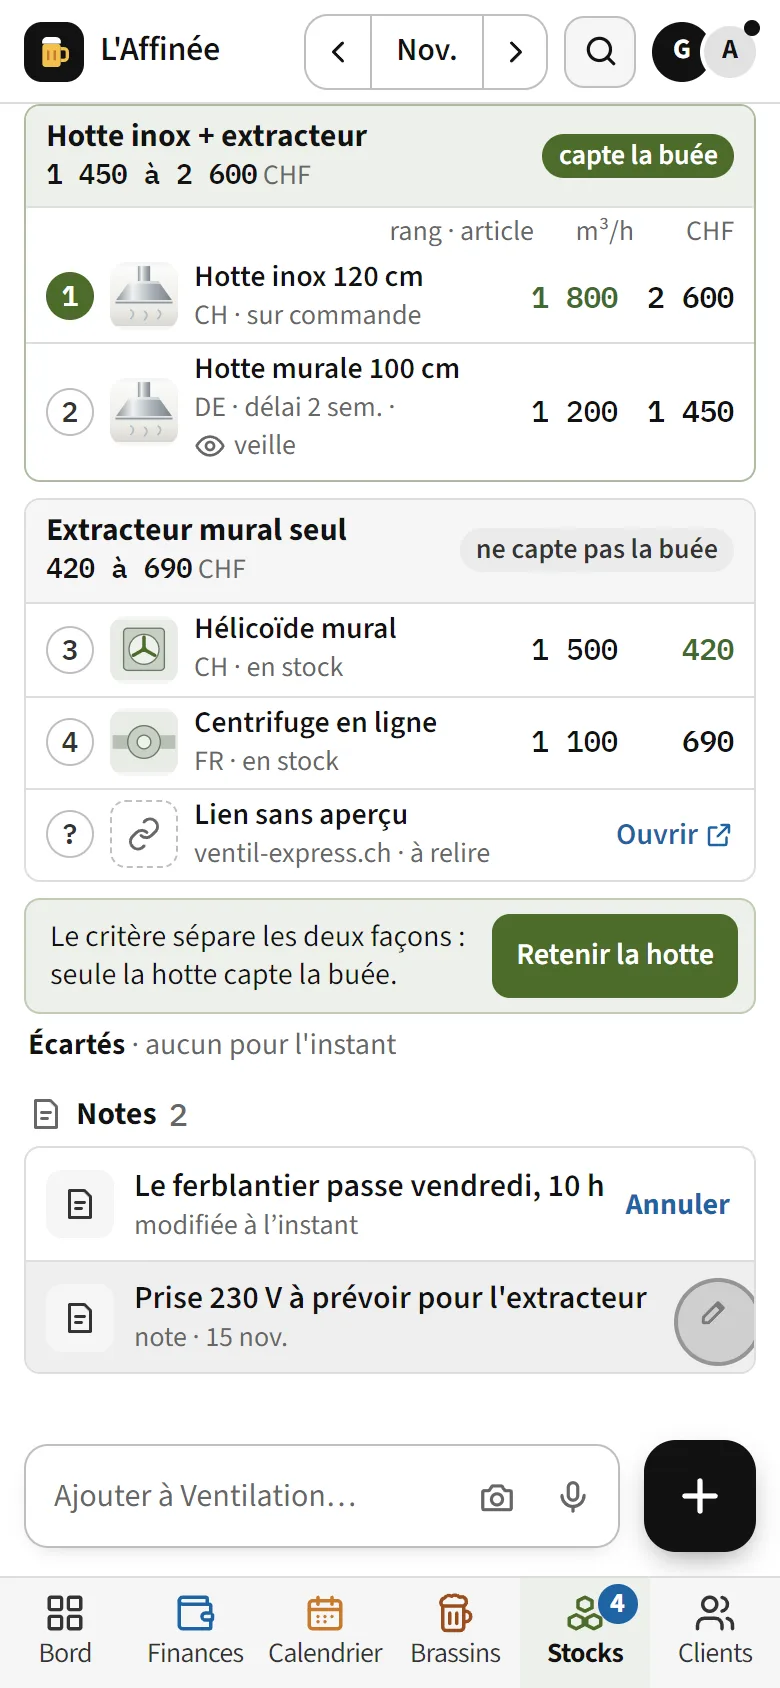 L'Affinée
Nov.
G
A
Hotte inox + extracteur
1 450 à 2 600 CHF
capte la buée
rang · article m³/h CHF
1
Hotte inox 120 cm
CH · sur commande
1 800
2 600
2
Hotte murale 100 cm
DE · délai 2 sem. ·
veille
1 200
1 450
Extracteur mural seul
420 à 690 CHF
ne capte pas la buée
3
Hélicoïde mural
CH · en stock
1 500
420
4
Centrifuge en ligne
FR · en stock
1 100
690
?
Lien sans aperçu
ventil-express.ch · à relire
Ouvrir
Le critère sépare les deux façons :
seule la hotte capte la buée.
Retenir la hotte
Écartés · aucun pour l'instant
Notes 2
Le ferblantier passe vendredi, 10 h
modifiée à l’instant
Annuler
Prise 230 V à prévoir pour l'extracteur
note · 15 nov.
Ajouter à Ventilation…
Bord
Finances
Calendrier
Brassins
4
Stocks
Clients